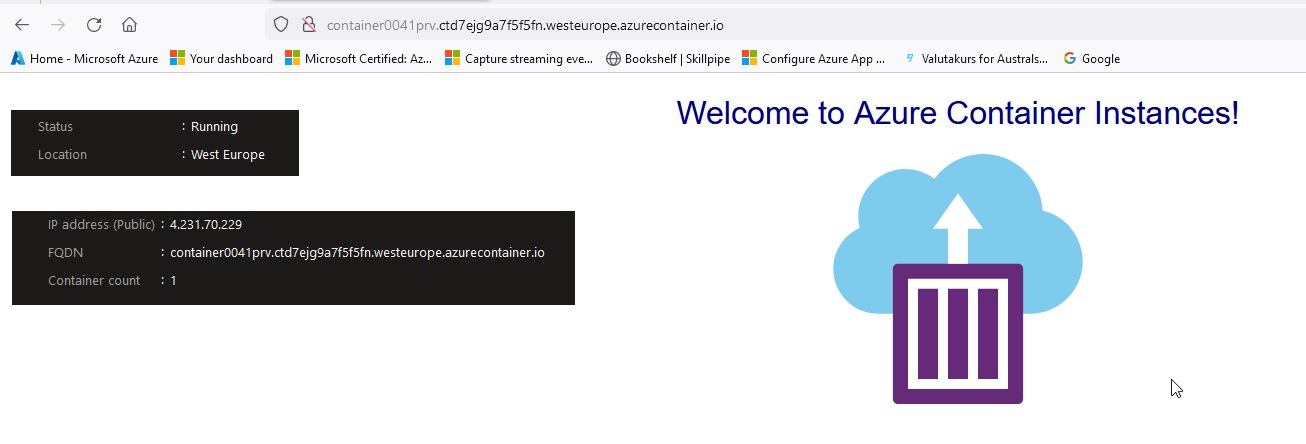 container0041prv.ctd7ejg9a7f5f5fn.westeurope.azurecontainer.io
Home - Microsoft Azure Your dashboard Microsoft Certified: Az... Capture streaming eve... Bookshelf | Skillpipe Configure Azure App ... Valutakurs for Australs... Google
Welcome to Azure Container Instances!
Status : Running
Location : West Europe
IP address (Public) : 4.231.70.229
FQDN : container0041prv.ctd7ejg9a7f5f5fn.westeurope.azurecontainer.io
Container count : 1